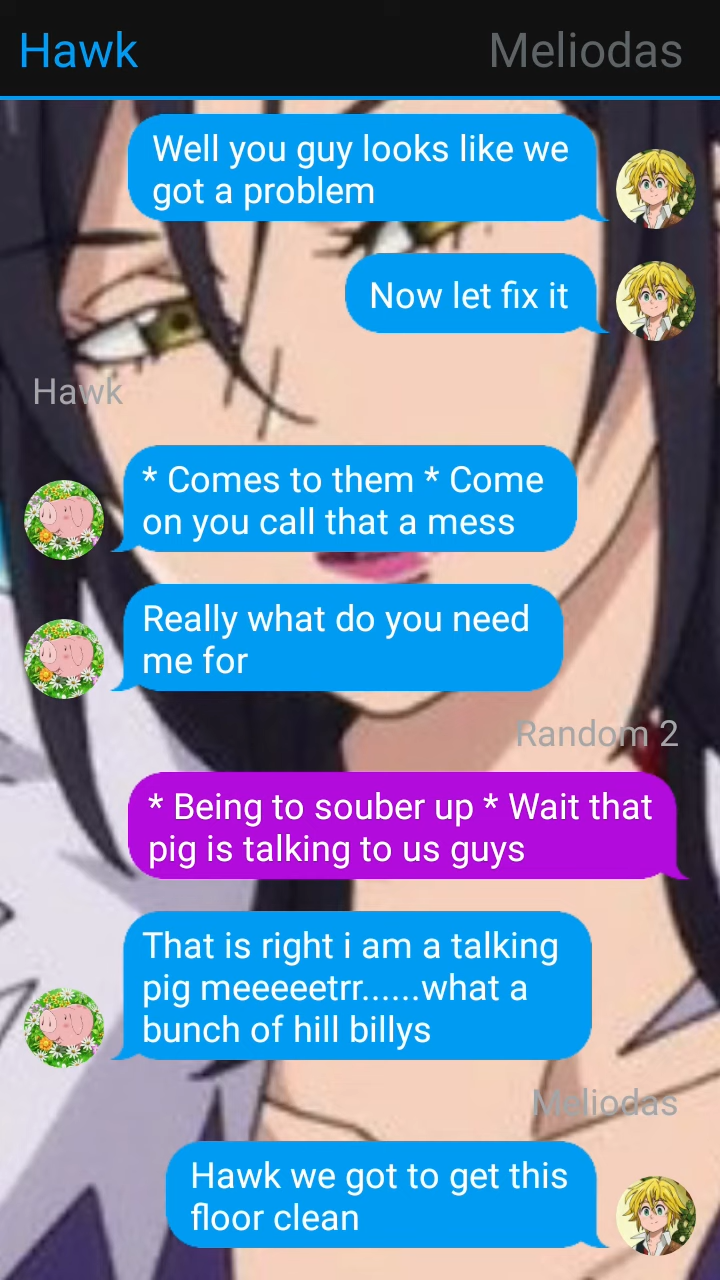 Hawk
Meliodas
Well you guy looks like we
got a problem
Now let fix it
Hawk
* Comes to them * Come
on you call that a mess
Really what do you need
me for
Random 2
* Being to souber up * Wait that
pig is talking to us guys
That is right i am a talking
pig meeeeetrr......what a
bunch of hill billys
Meliodas
Hawk we got to get this
floor clean